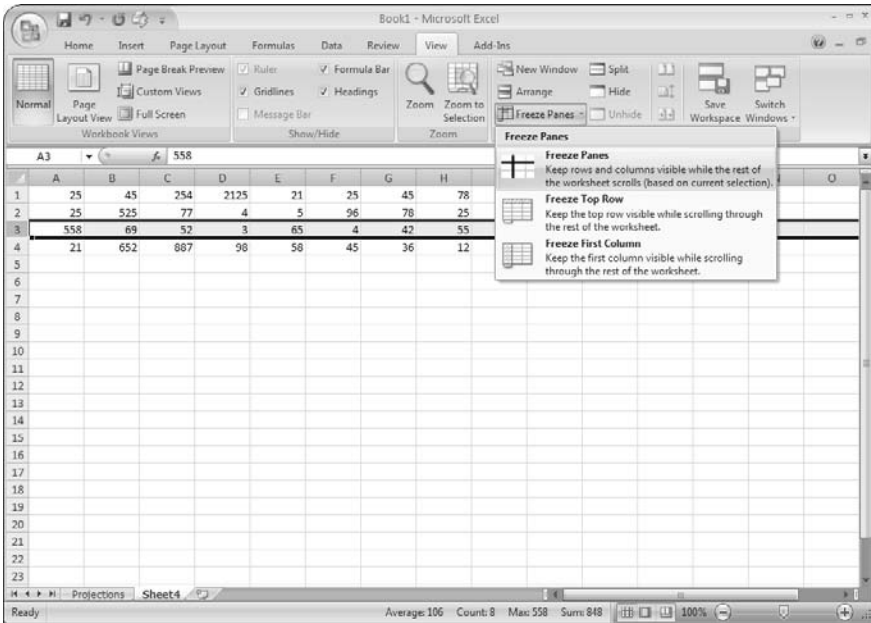 Book1 - Microsoft Excel
Home Insert Page Layout Formulas Data Review View Add-Ins
Normal
Page Layout View
Page Break Preview
Custom Views
Full Screen
Workbook Views
Ruler
Gridlines
Message Bar
Formula Bar
Headings
Show/Hide
Zoom
Zoom to Selection
Zoom
New Window
Arrange
Freeze Panes
Split
Hide
Unhide
Save Workspace
Switch Windows
Freeze Panes
Freeze Panes
Keep rows and columns visible while the rest of
the worksheet scrolls (based on current selection).
Freeze Top Row
Keep the top row visible while scrolling through
the rest of the worksheet.
Freeze First Column
Keep the first column visible while scrolling
through the rest of the worksheet.
A3 fx 558
A B C D E F G H O
1 25 45 254 2125 21 25 45 78
2 25 525 77 4 5 96 78 25
3 558 69 52 3 65 4 42 55
4 21 652 887 98 58 45 36 12
5
6
7
8
9
10
11
12
13
14
15
16
17
18
19
20
21
22
23
Projections Sheet4
Ready Average: 106 Count: 8 Max: 558 Sum: 848 100%